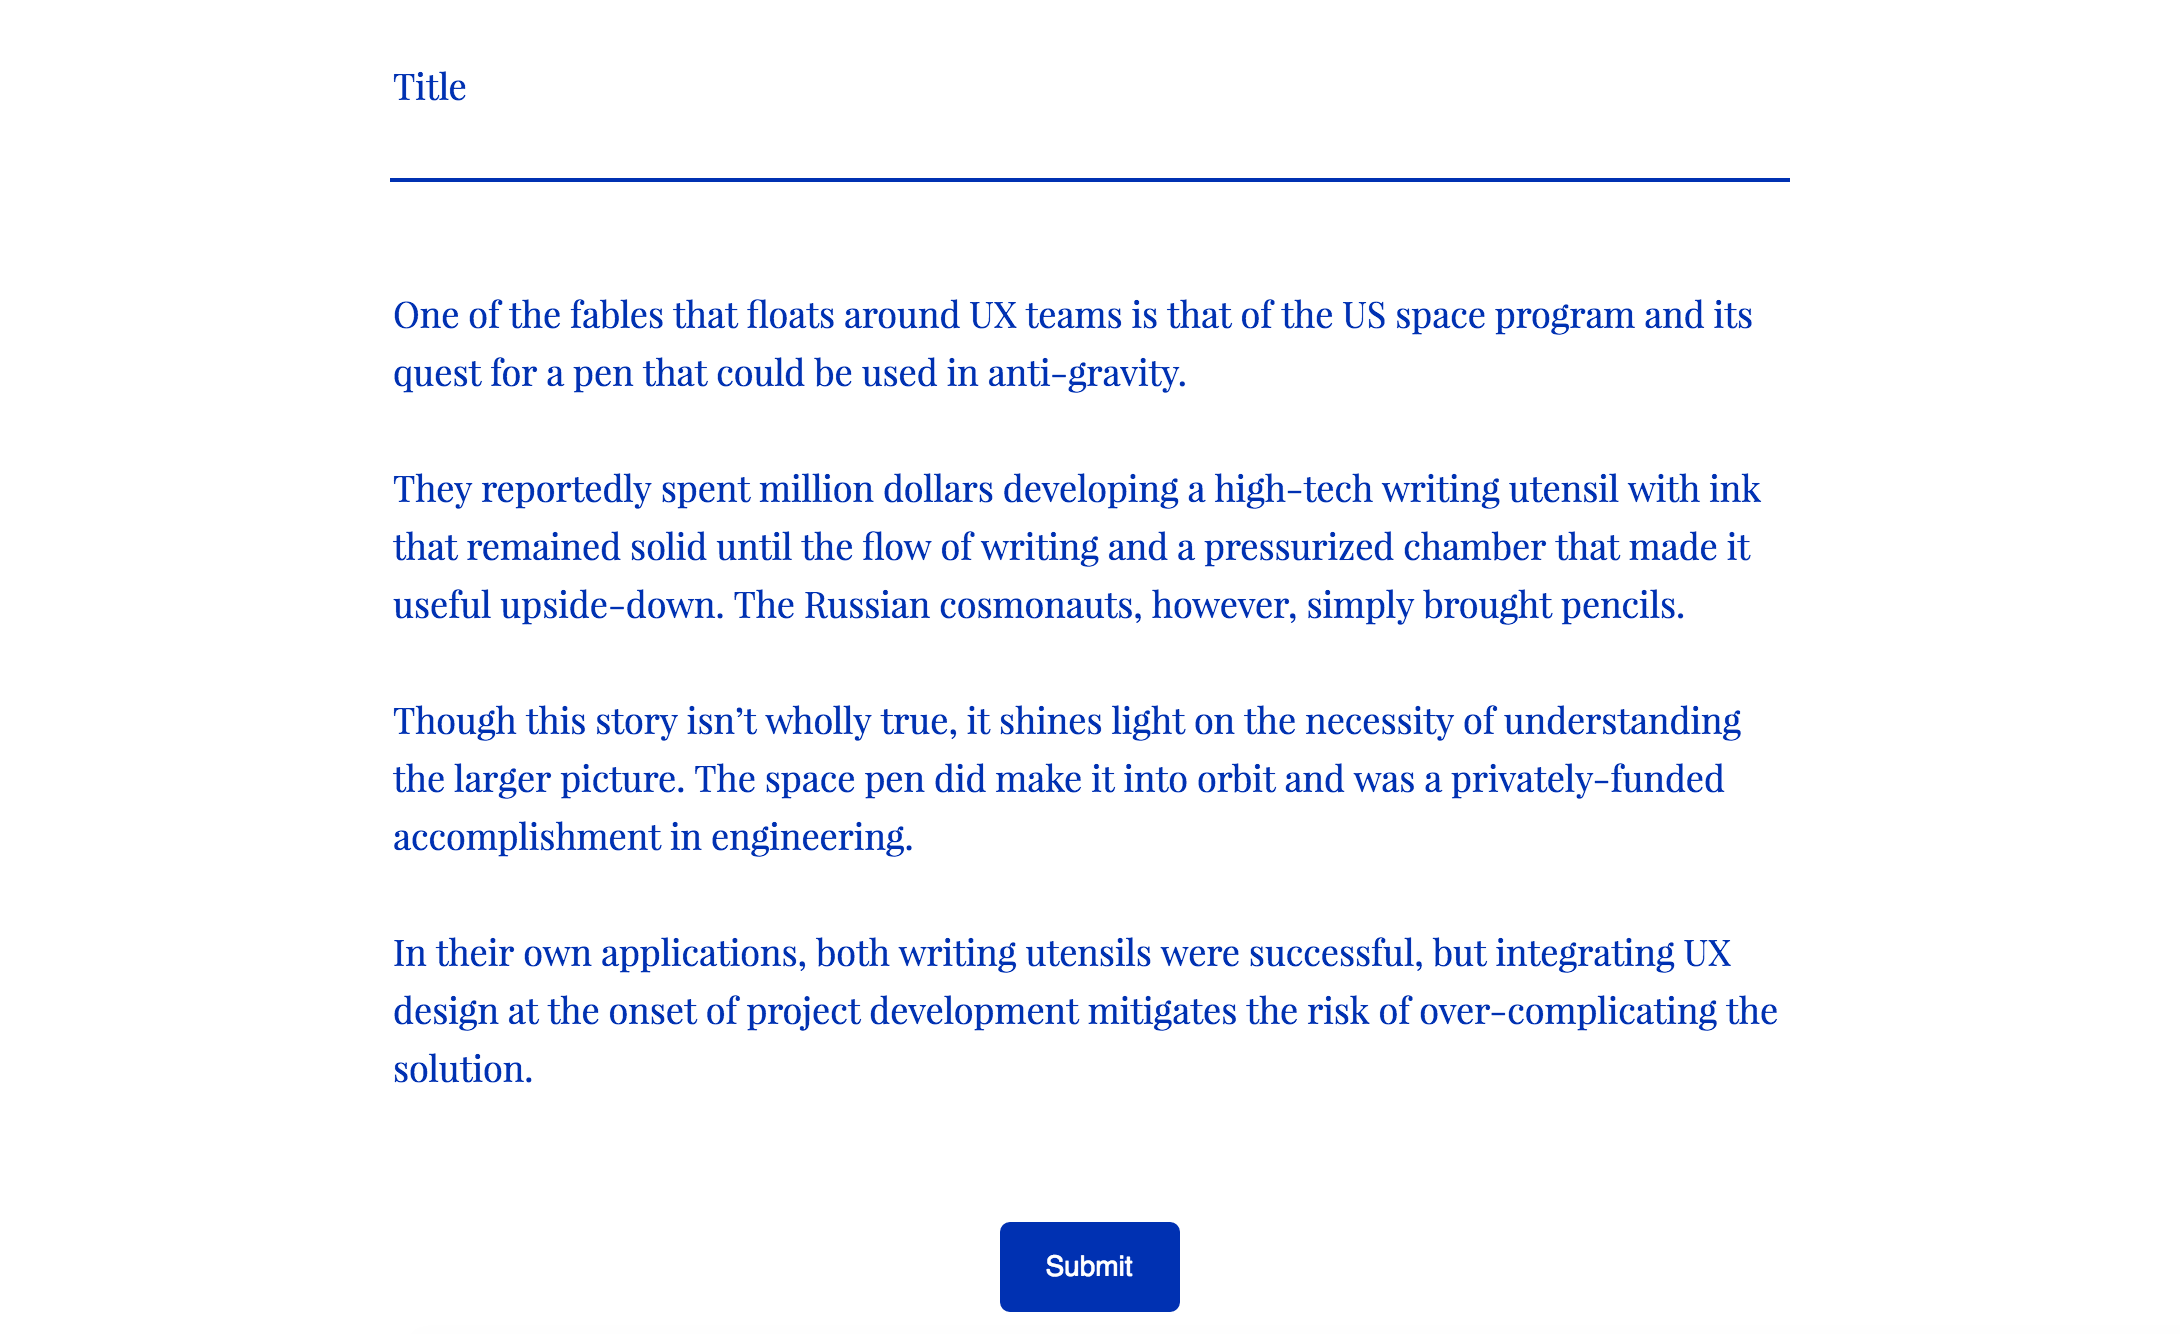 Title
One of the fables that floats around UX teams is that of the US space program and its
quest for a pen that could be used in anti-gravity.
They reportedly spent million dollars developing a high-tech writing utensil with ink
that remained solid until the flow of writing and a pressurized chamber that made it
useful upside-down. The Russian cosmonauts, however, simply brought pencils.
Though this story isn’t wholly true, it shines light on the necessity of understanding
the larger picture. The space pen did make it into orbit and was a privately-funded
accomplishment in engineering.
In their own applications, both writing utensils were successful, but integrating UX
design at the onset of project development mitigates the risk of over-complicating the
solution.
Submit